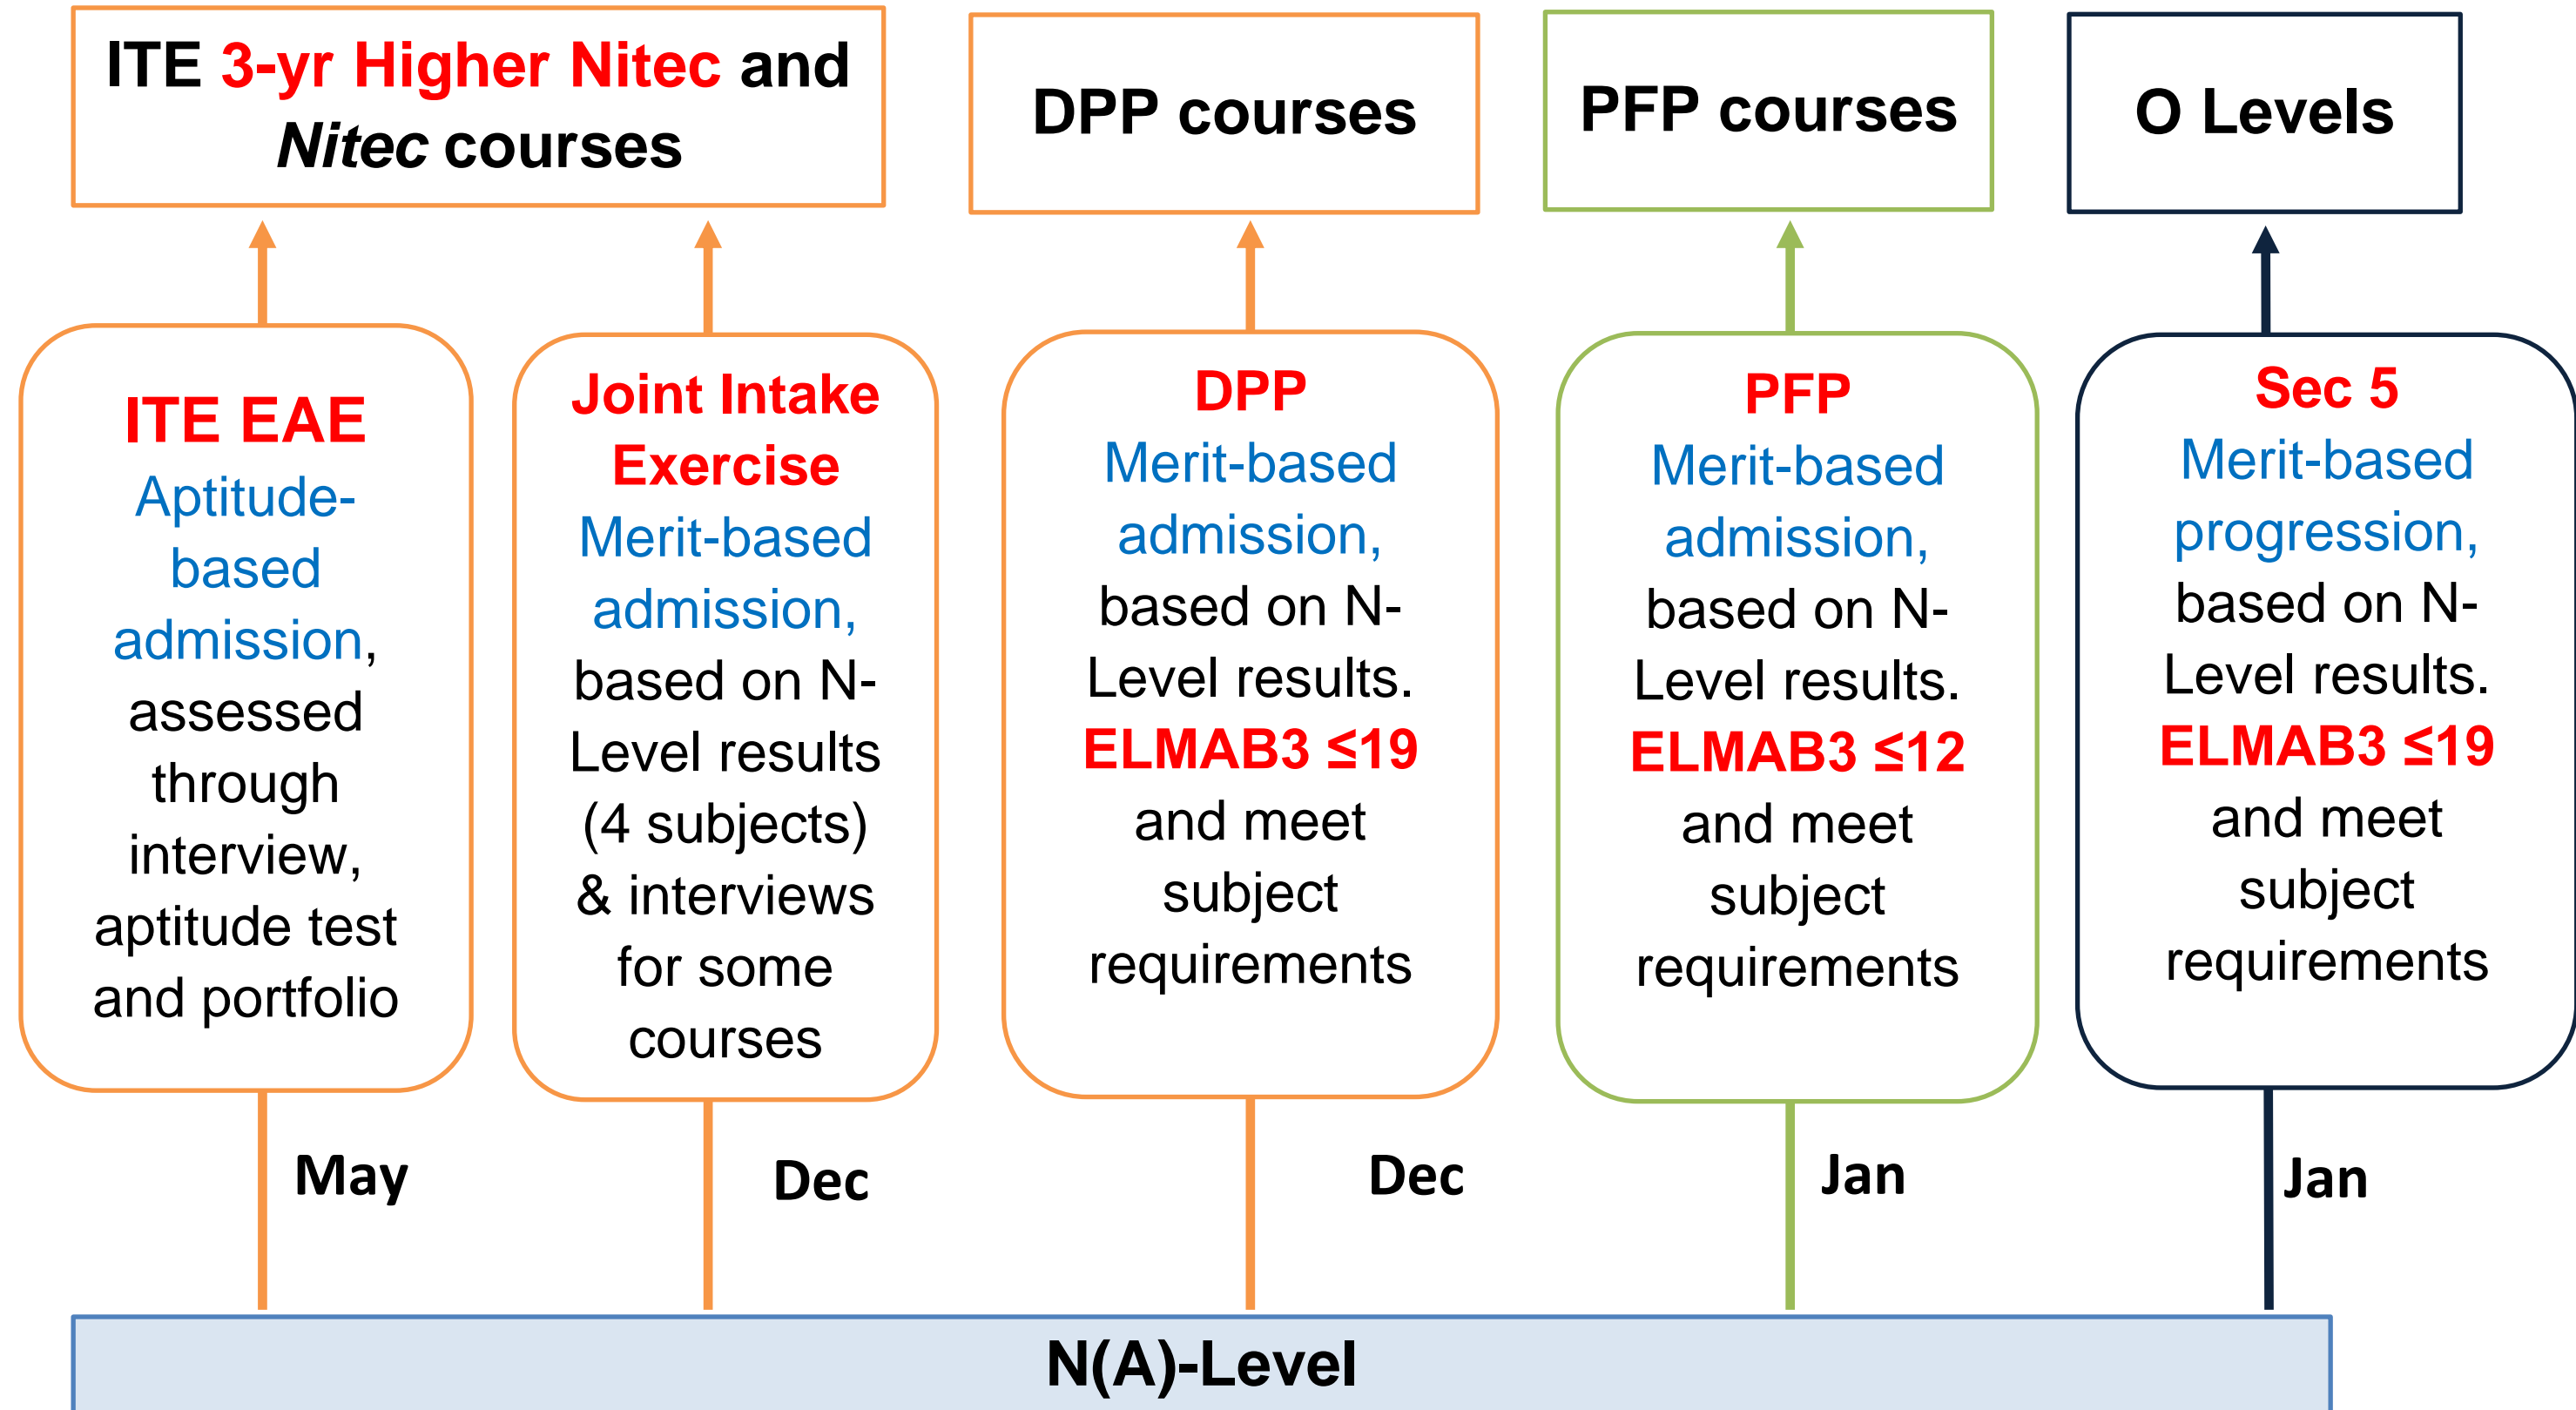 ITE 3-yr Higher Nitec and
Nitec courses
DPP courses
PFP courses
O Levels
ITE EAE
Aptitude-
based
admission,
assessed
through
interview,
aptitude test
and portfolio
Joint Intake
Exercise
Merit-based
admission,
based on N-
Level results
(4 subjects)
& interviews
for some
courses
DPP
Merit-based
admission,
based on N-
Level results.
ELMAB3 ≤19
and meet
subject
requirements
PFP
Merit-based
admission,
based on N-
Level results.
ELMAB3 ≤12
and meet
subject
requirements
Sec 5
Merit-based
progression,
based on N-
Level results.
ELMAB3 ≤19
and meet
subject
requirements
May
Dec
Dec
Jan
Jan
N(A)-Level